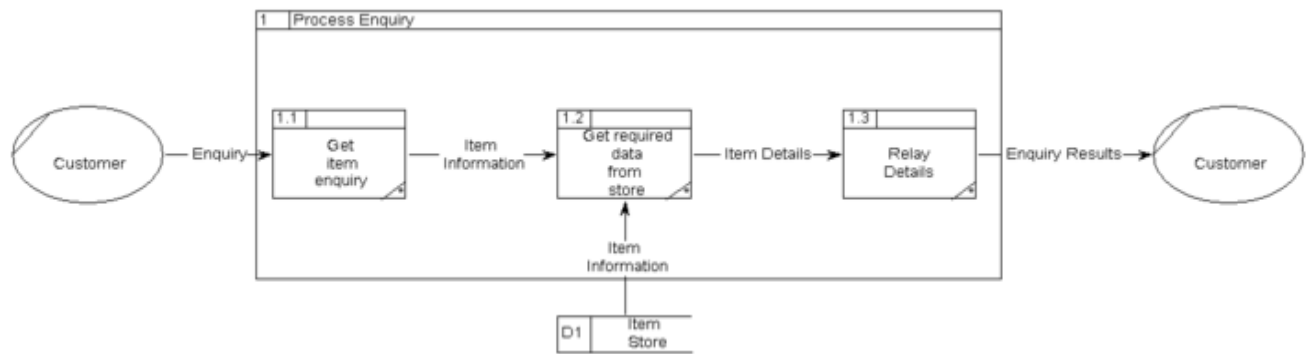 1 Process Enquiry
Customer
Enquiry
1.1
Get
item
enquiry
Item
Information
1.2
Get required
data
from
store
Item Details
1.3
Relay
Details
Enquiry Results
Customer
*
*
*
Item
Information
D1
Item
Store